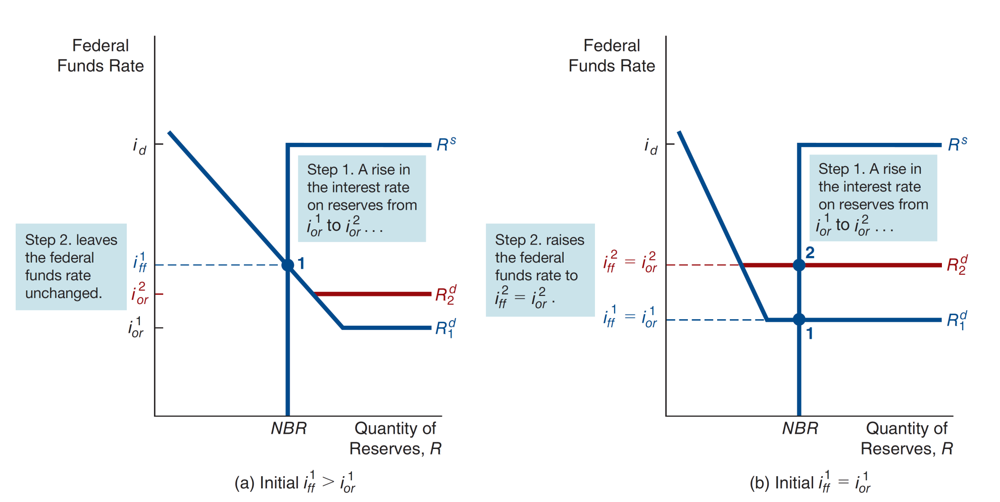 Federal
Funds Rate
i_d
R^s
Step 1. A rise in
the interest rate
on reserves from
i_or^1 to i_or^2 . . .
Step 2. leaves
the federal
funds rate
unchanged.
i_ff^1
1
i_or^2
R_2^d
i_or^1
R_1^d
NBR
Quantity of
Reserves, R
(a) Initial i_ff^1 > i_or^1
Federal
Funds Rate
i_d
R^s
Step 1. A rise in
the interest rate
on reserves from
i_or^1 to i_or^2 . . .
Step 2. raises
the federal
funds rate to
i_ff^2 = i_or^2 .
2
i_ff^2 = i_or^2
R_2^d
i_ff^1 = i_or^1
R_1^d
1
NBR
Quantity of
Reserves, R
(b) Initial i_ff^1 = i_or^1